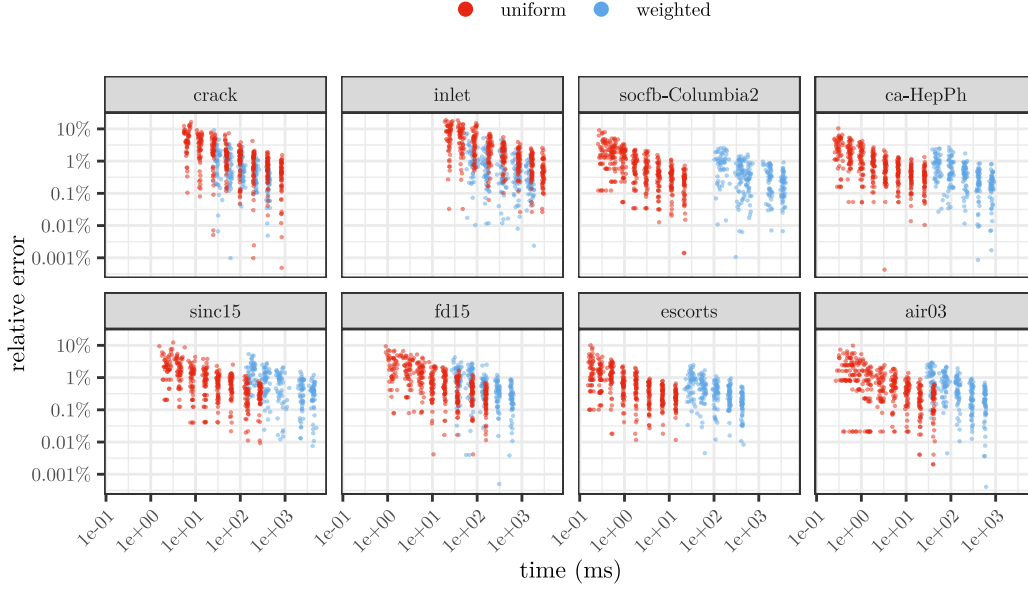 uniform weighted
crack inlet socfb-Columbia2 ca-HepPh
10%
1%
0.1%
0.01%
0.001%
relative error
sinc15 fd15 escorts air03
10%
1%
0.1%
0.01%
0.001%
1e-01 1e+00 1e+01 1e+02 1e+03 1e-01 1e+00 1e+01 1e+02 1e+03 1e-01 1e+00 1e+01 1e+02 1e+03 1e-01 1e+00 1e+01 1e+02 1e+03
time (ms)